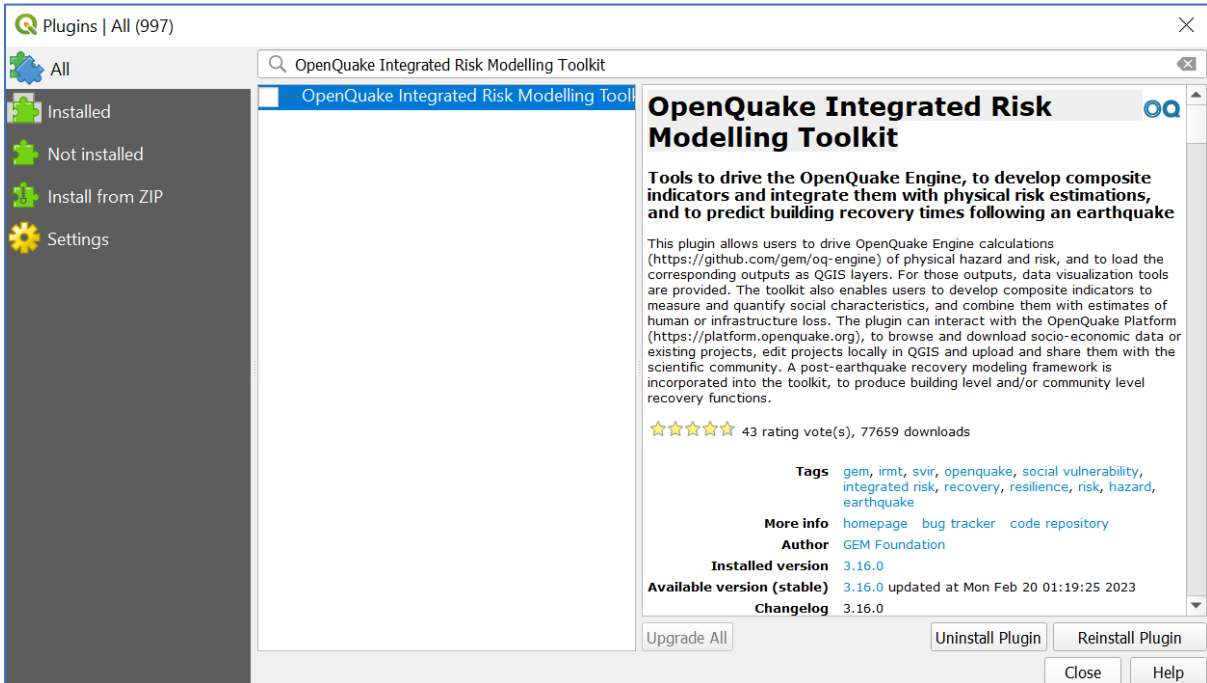 Plugins | All (997)
All
Installed
Not installed
Install from ZIP
Settings
OpenQuake Integrated Risk Modelling Toolkit
OpenQuake Integrated Risk Modelling Toolk
OpenQuake Integrated Risk
Modelling Toolkit
OQ
Tools to drive the OpenQuake Engine, to develop composite
indicators and integrate them with physical risk estimations,
and to predict building recovery times following an earthquake
This plugin allows users to drive OpenQuake Engine calculations
(https://github.com/gem/oq-engine) of physical hazard and risk, and to load the
corresponding outputs as QGIS layers. For those outputs, data visualization tools
are provided. The toolkit also enables users to develop composite indicators to
measure and quantify social characteristics, and combine them with estimates of
human or infrastructure loss. The plugin can interact with the OpenQuake Platform
(https://platform.openquake.org), to browse and download socio-economic data or
existing projects, edit projects locally in QGIS and upload and share them with the
scientific community. A post-earthquake recovery modeling framework is
incorporated into the toolkit, to produce building level and/or community level
recovery functions.
43 rating vote(s), 77659 downloads
Tags gem, irmt, svir, openquake, social vulnerability,
integrated risk, recovery, resilience, risk, hazard,
earthquake
More info homepage bug tracker code repository
Author GEM Foundation
Installed version 3.16.0
Available version (stable) 3.16.0 updated at Mon Feb 20 01:19:25 2023
Changelog 3.16.0
Upgrade All Uninstall Plugin Reinstall Plugin
Close Help